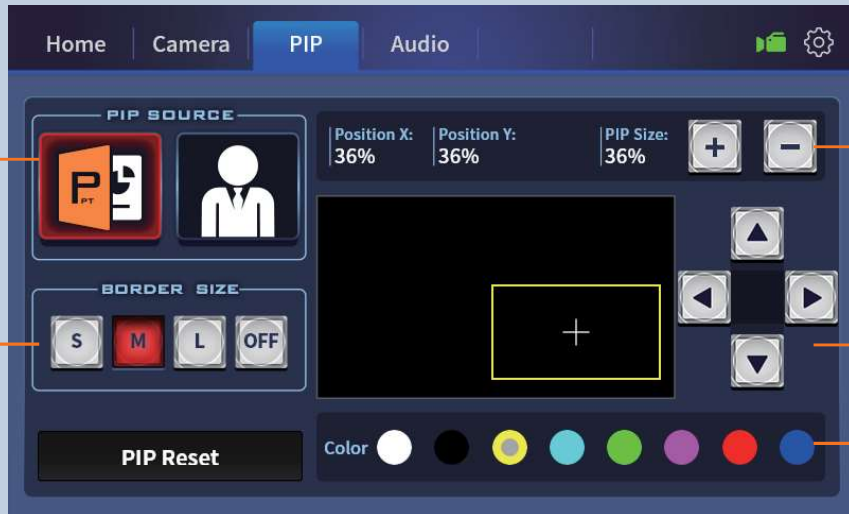 Home Camera PIP Audio
PIP SOURCE
P
PT
Position X: Position Y: PIP Size:
36% 36% 36%
+ −
BORDER SIZE
S M L OFF
PIP Reset
Color